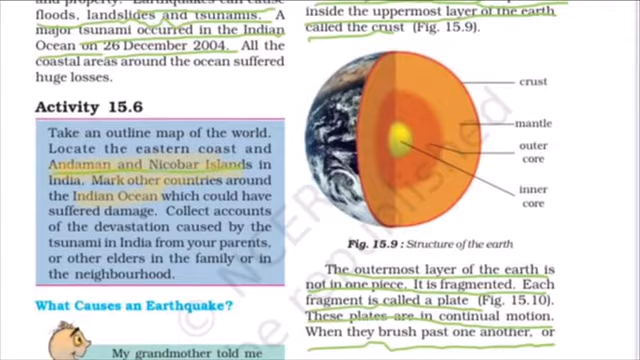 and property. Earthquakes can cause
floods, landslides and tsunamis. A
major tsunami occurred in the Indian
Ocean on 26 December 2004. All the
coastal areas around the ocean suffered
huge losses.
Activity 15.6
Take an outline map of the world.
Locate the eastern coast and
Andaman and Nicobar Islands in
India. Mark other countries around
the Indian Ocean which could have
suffered damage. Collect accounts
of the devastation caused by the
tsunami in India from your parents,
or other elders in the family or in
the neighbourhood.
What Causes an Earthquake?
My grandmother told me
inside the uppermost layer of the earth
called the crust (Fig. 15.9).
crust
mantle
outer
core
inner
core
Fig. 15.9 : Structure of the earth
The outermost layer of the earth is
not in one piece. It is fragmented. Each
fragment is called a plate (Fig. 15.10).
These plates are in continual motion.
When they brush past one another, or
© NCERT
be republished